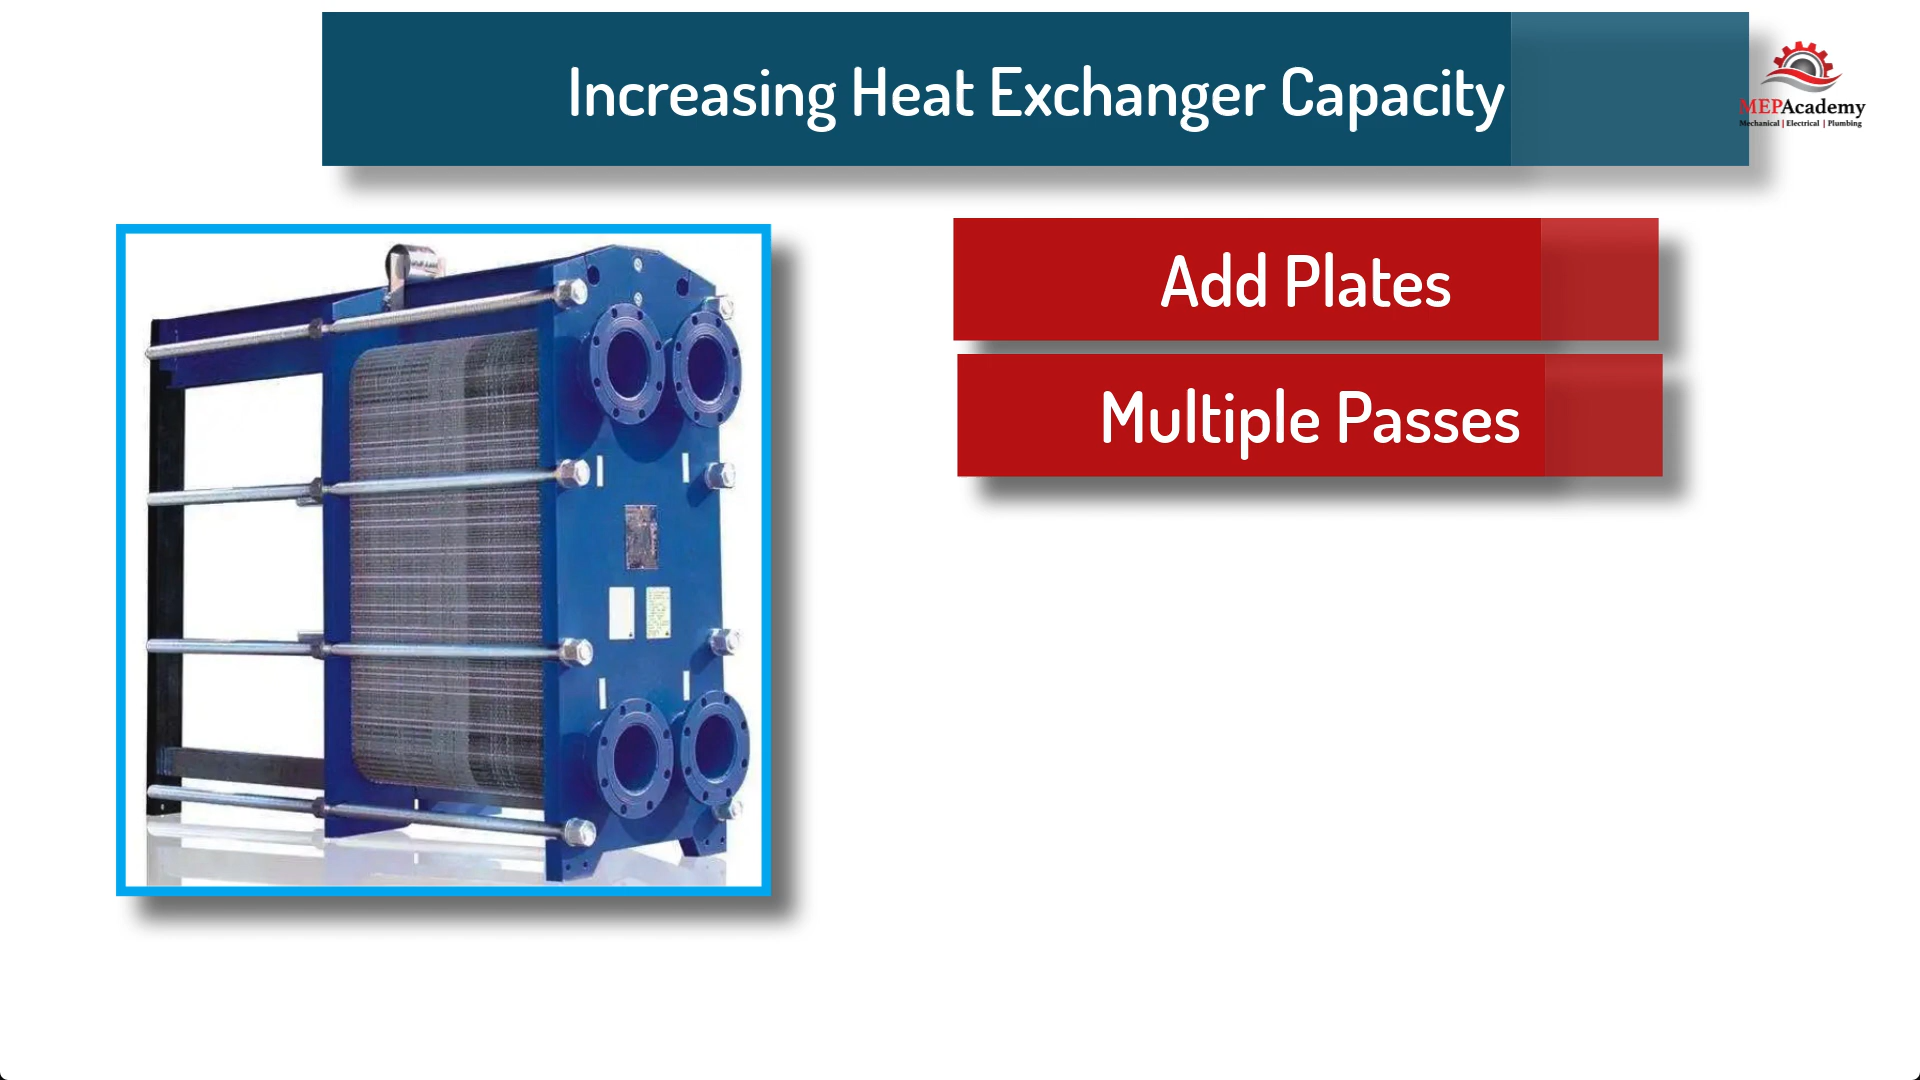 Increasing Heat Exchanger Capacity
MEPAcademy
Mechanical | Electrical | Plumbing
Add Plates
Multiple Passes